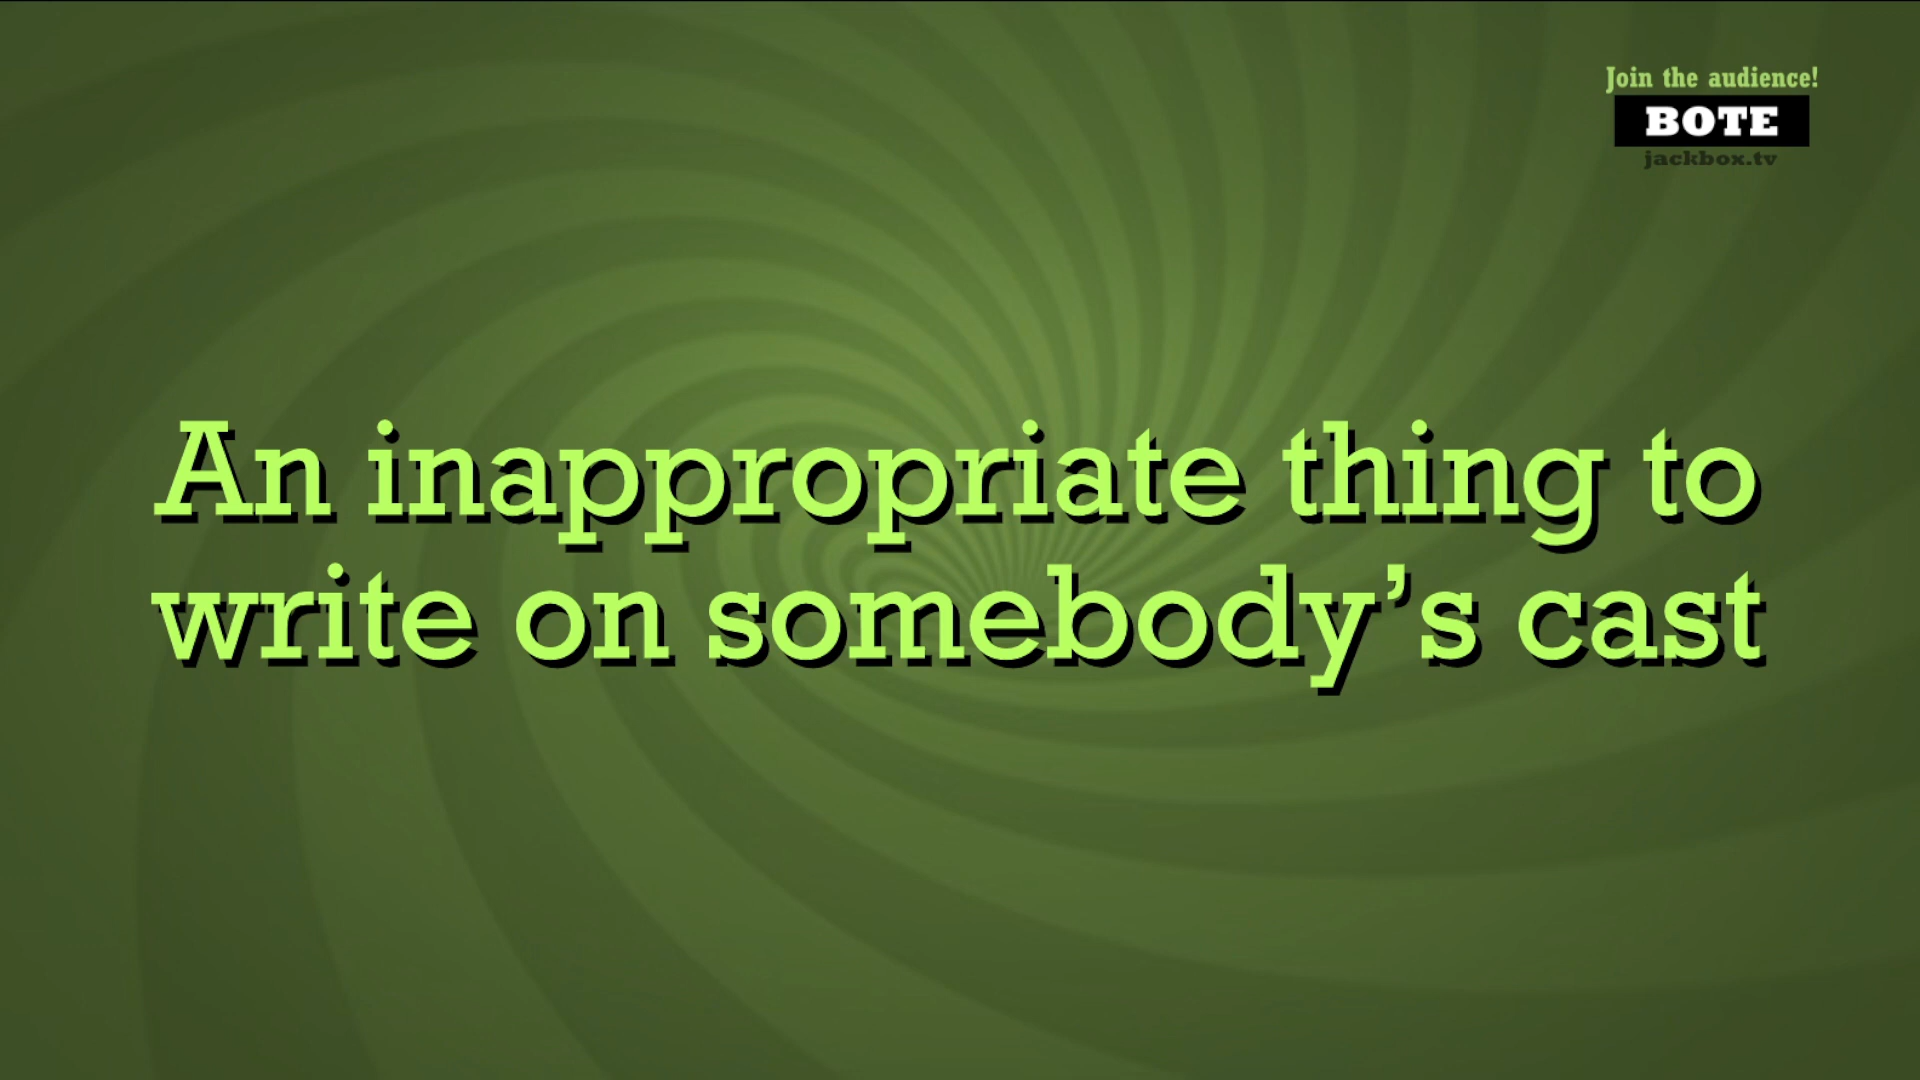 Join the audience!
BOTE
jackbox.tv
An inappropriate thing to
write on somebody’s cast